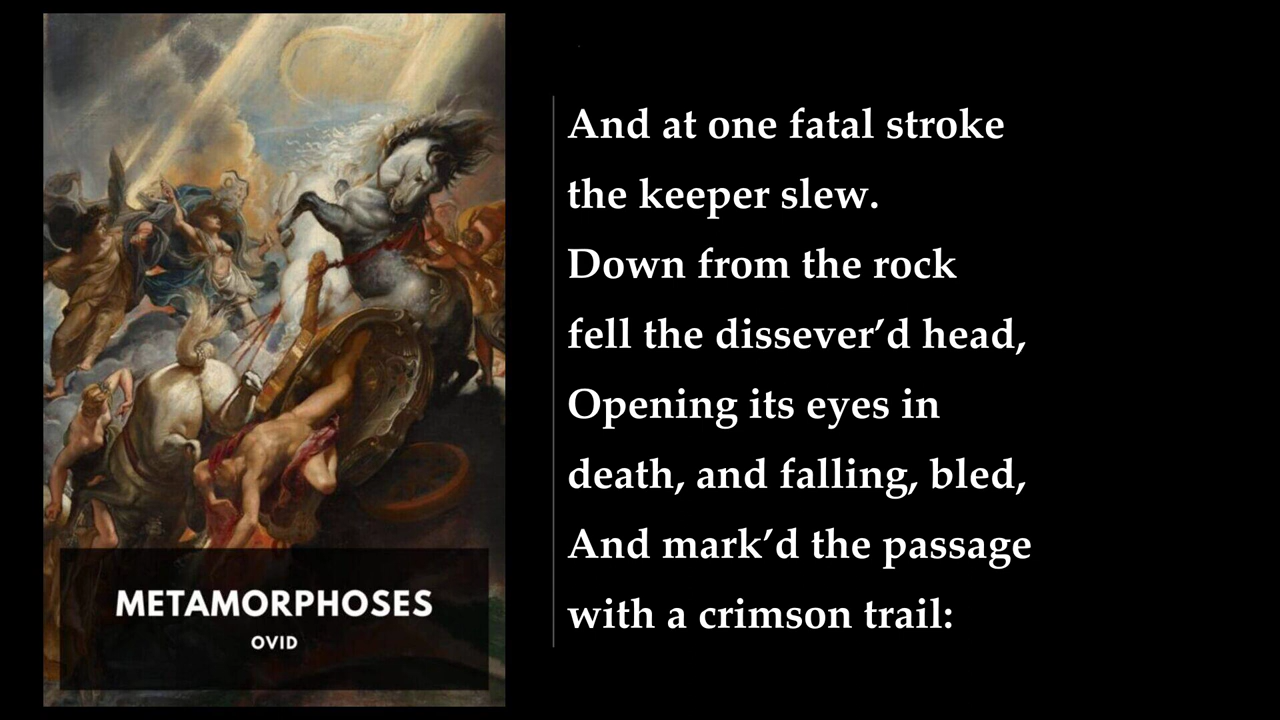 METAMORPHOSES
OVID
And at one fatal stroke
the keeper slew.
Down from the rock
fell the dissever’d head,
Opening its eyes in
death, and falling, bled,
And mark’d the passage
with a crimson trail: